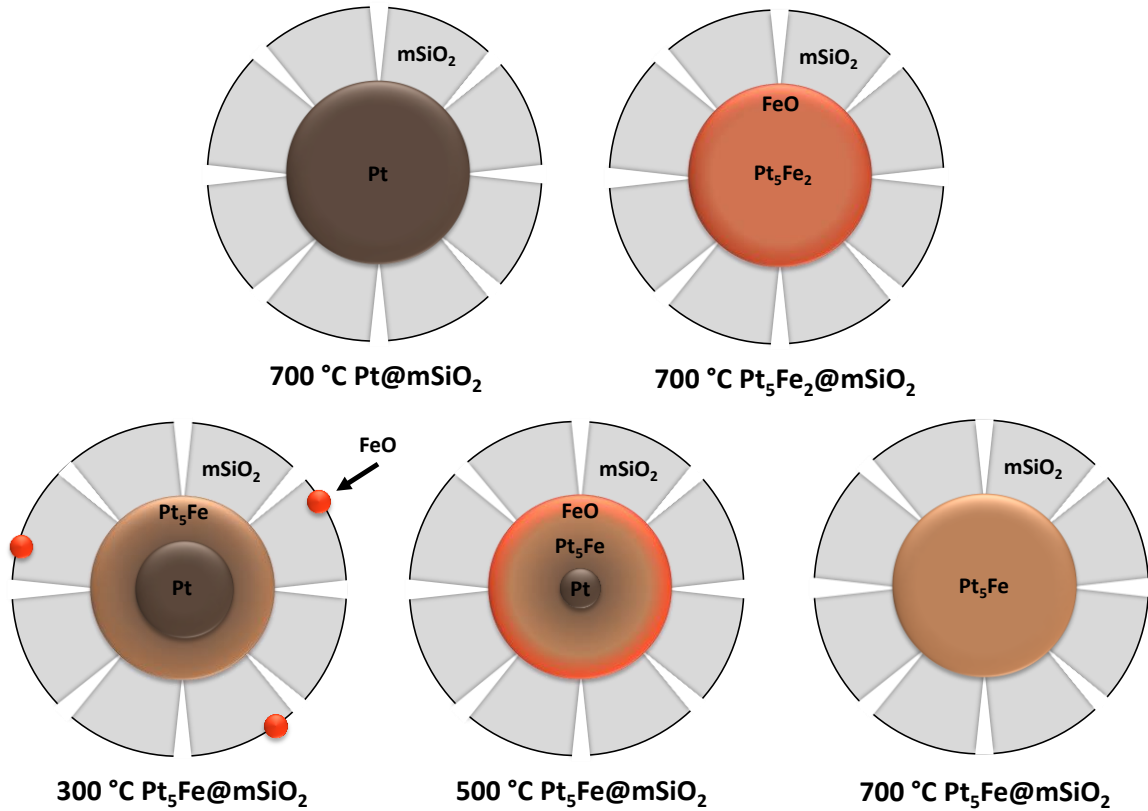 mSiO₂
Pt
700 °C Pt@mSiO₂
mSiO₂
FeO
Pt₅Fe₂
700 °C Pt₅Fe₂@mSiO₂
FeO
mSiO₂
Pt₅Fe
Pt
300 °C Pt₅Fe@mSiO₂
mSiO₂
FeO
Pt₅Fe
Pt
500 °C Pt₅Fe@mSiO₂
mSiO₂
Pt₅Fe
700 °C Pt₅Fe@mSiO₂